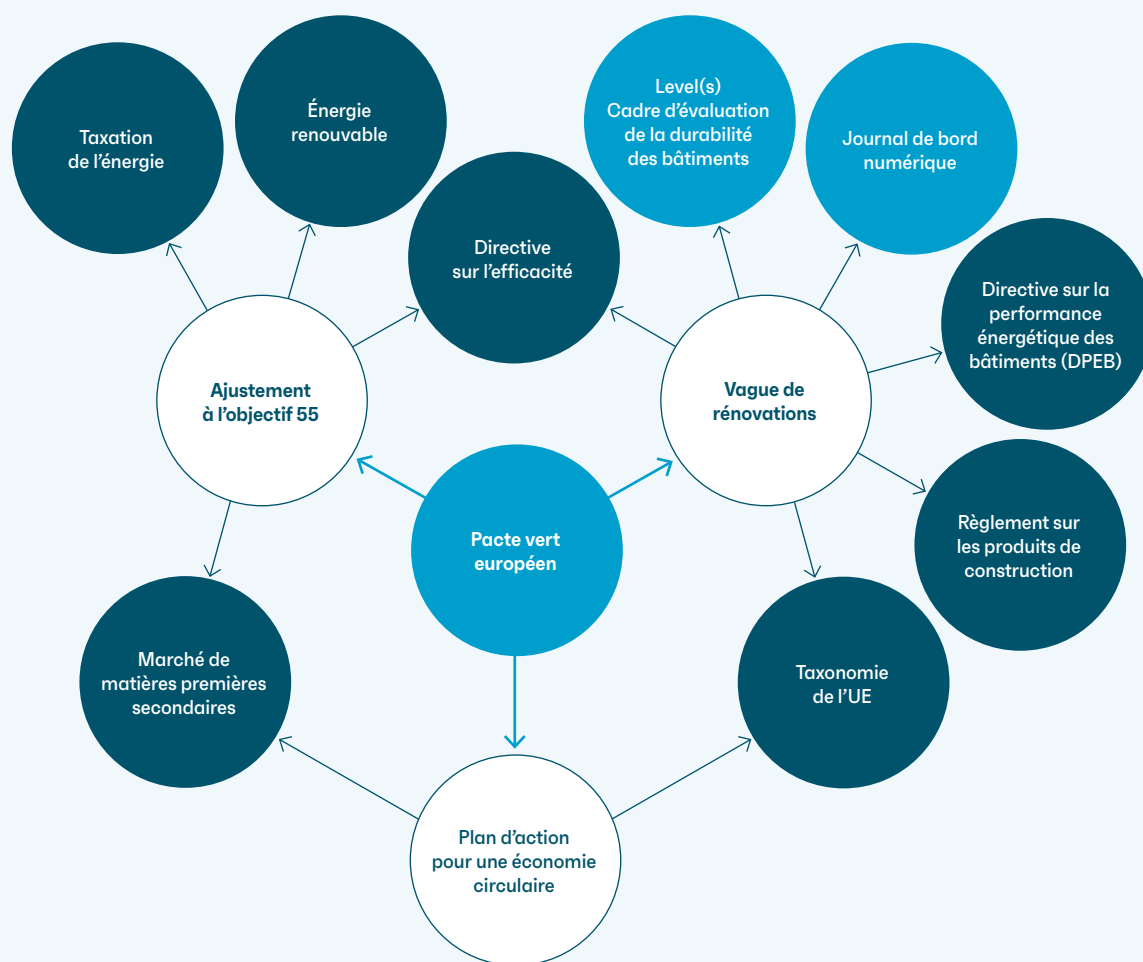 Taxation
de l'énergie
Énergie
renouvable
Level(s)
Cadre d'évaluation
de la durabilité
des bâtiments
Journal de bord
numérique
Directive
sur l'efficacité
Directive sur la
performance
énergétique des
bâtiments (DPEB)
Ajustement
à l'objectif 55
Vague de
rénovations
Pacte vert
européen
Règlement sur
les produits de
construction
Marché de
matières premières
secondaires
Taxonomie
de l'UE
Plan d'action
pour une économie
circulaire